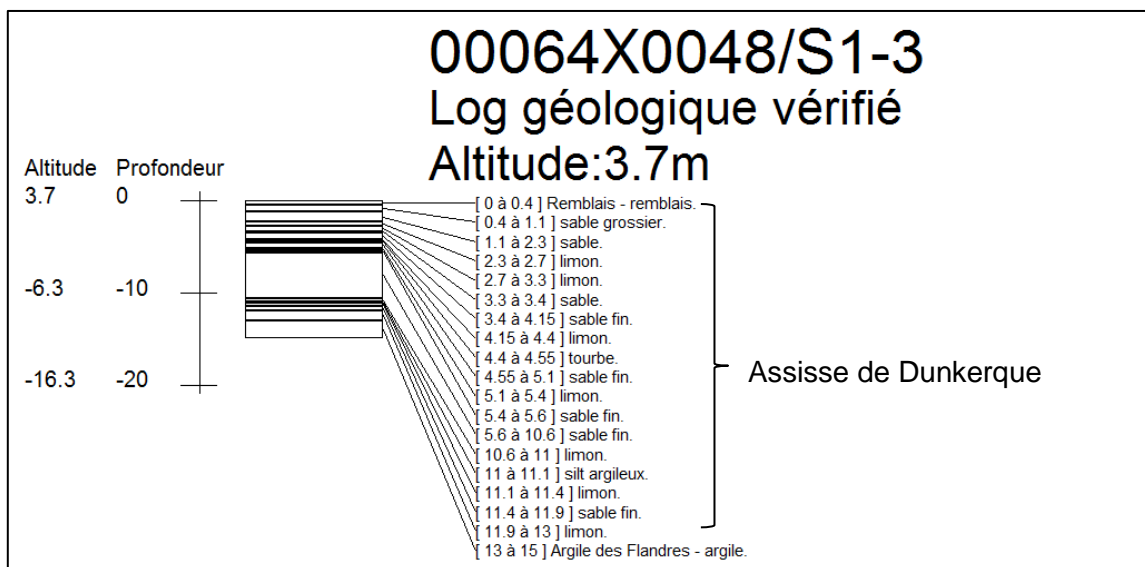 00064X0048/S1-3
Log géologique vérifié
Altitude:3.7m
Altitude Profondeur
3.7 0
-6.3 -10
-16.3 -20
[ 0 à 0.4 ] Remblais - remblais.
[ 0.4 à 1.1 ] sable grossier.
[ 1.1 à 2.3 ] sable.
[ 2.3 à 2.7 ] limon.
[ 2.7 à 3.3 ] limon.
[ 3.3 à 3.4 ] sable.
[ 3.4 à 4.15 ] sable fin.
[ 4.15 à 4.4 ] limon.
[ 4.4 à 4.55 ] tourbe.
[ 4.55 à 5.1 ] sable fin.
[ 5.1 à 5.4 ] limon.
[ 5.4 à 5.6 ] sable fin.
[ 5.6 à 10.6 ] sable fin.
[ 10.6 à 11 ] limon.
[ 11 à 11.1 ] silt argileux.
[ 11.1 à 11.4 ] limon.
[ 11.4 à 11.9 ] sable fin.
[ 11.9 à 13 ] limon.
[ 13 à 15 ] Argile des Flandres - argile.
Assisse de Dunkerque